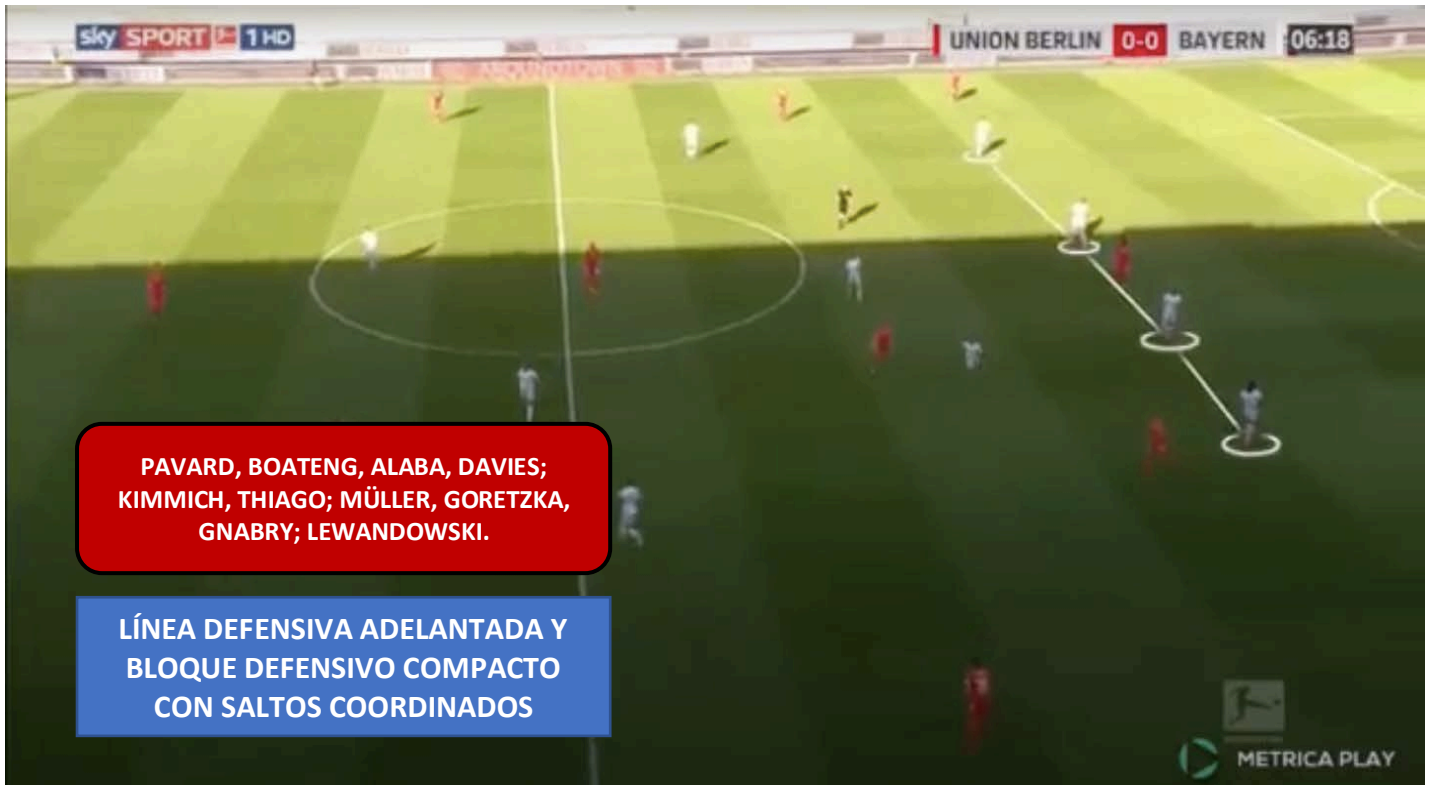 sky SPORT 1 HD
UNION BERLIN 0-0 BAYERN 06:18
PAVARD, BOATENG, ALABA, DAVIES;
KIMMICH, THIAGO; MÜLLER, GORETZKA,
GNABRY; LEWANDOWSKI.
LÍNEA DEFENSIVA ADELANTADA Y
BLOQUE DEFENSIVO COMPACTO
CON SALTOS COORDINADOS
METRICA PLAY